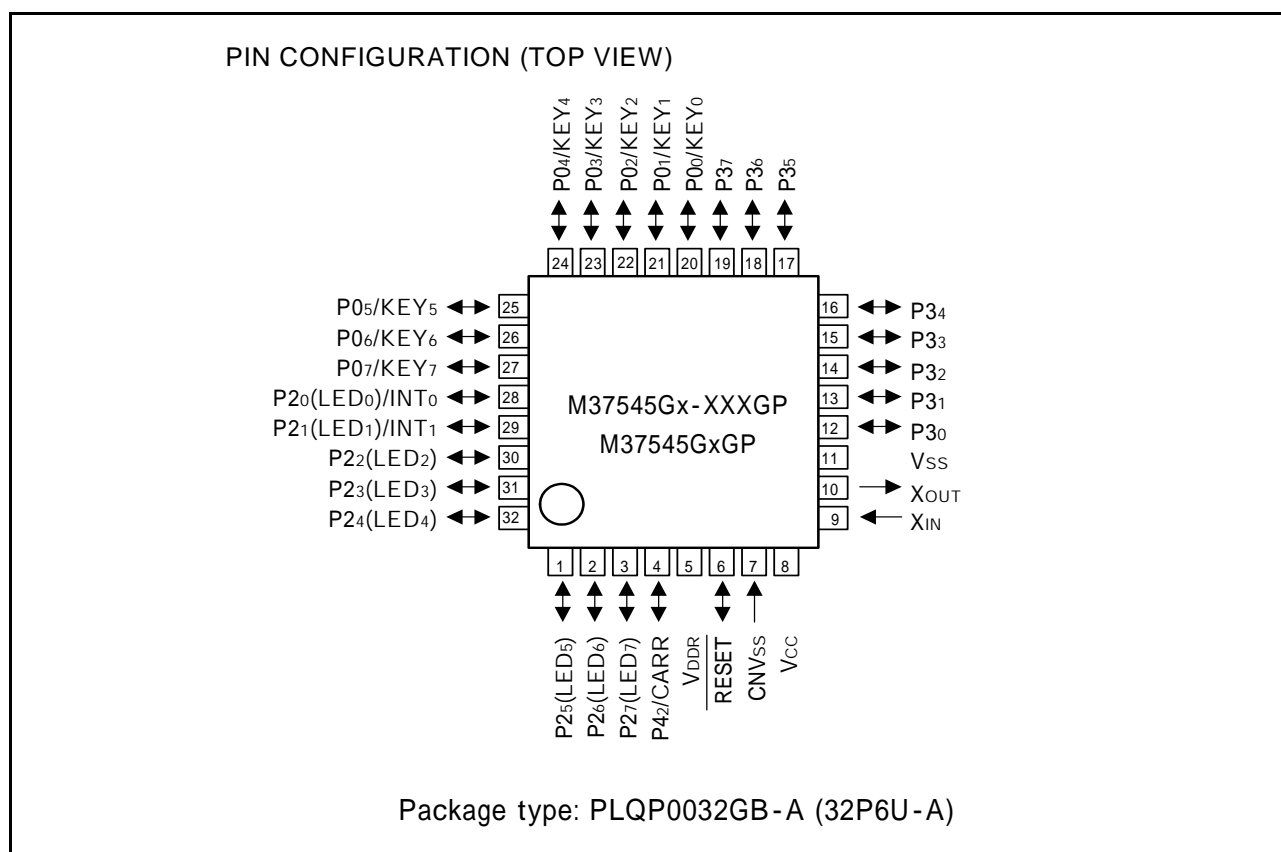 PIN CONFIGURATION (TOP VIEW)
P04/KEY4
P03/KEY3
P02/KEY2
P01/KEY1
P00/KEY0
P37
P36
P35
24 23 22 21 20 19 18 17
P05/KEY5 25
P06/KEY6 26
P07/KEY7 27
P20(LED0)/INT0 28
P21(LED1)/INT1 29
P22(LED2) 30
P23(LED3) 31
P24(LED4) 32
M37545Gx-XXXGP
M37545GxGP
16 P34
15 P33
14 P32
13 P31
12 P30
11 VSS
10 XOUT
9 XIN
1 2 3 4 5 6 7 8
P25(LED5)
P26(LED6)
P27(LED7)
P42/CARR
VDDR
RESET
CNVSS
VCC
Package type: PLQP0032GB-A (32P6U-A)